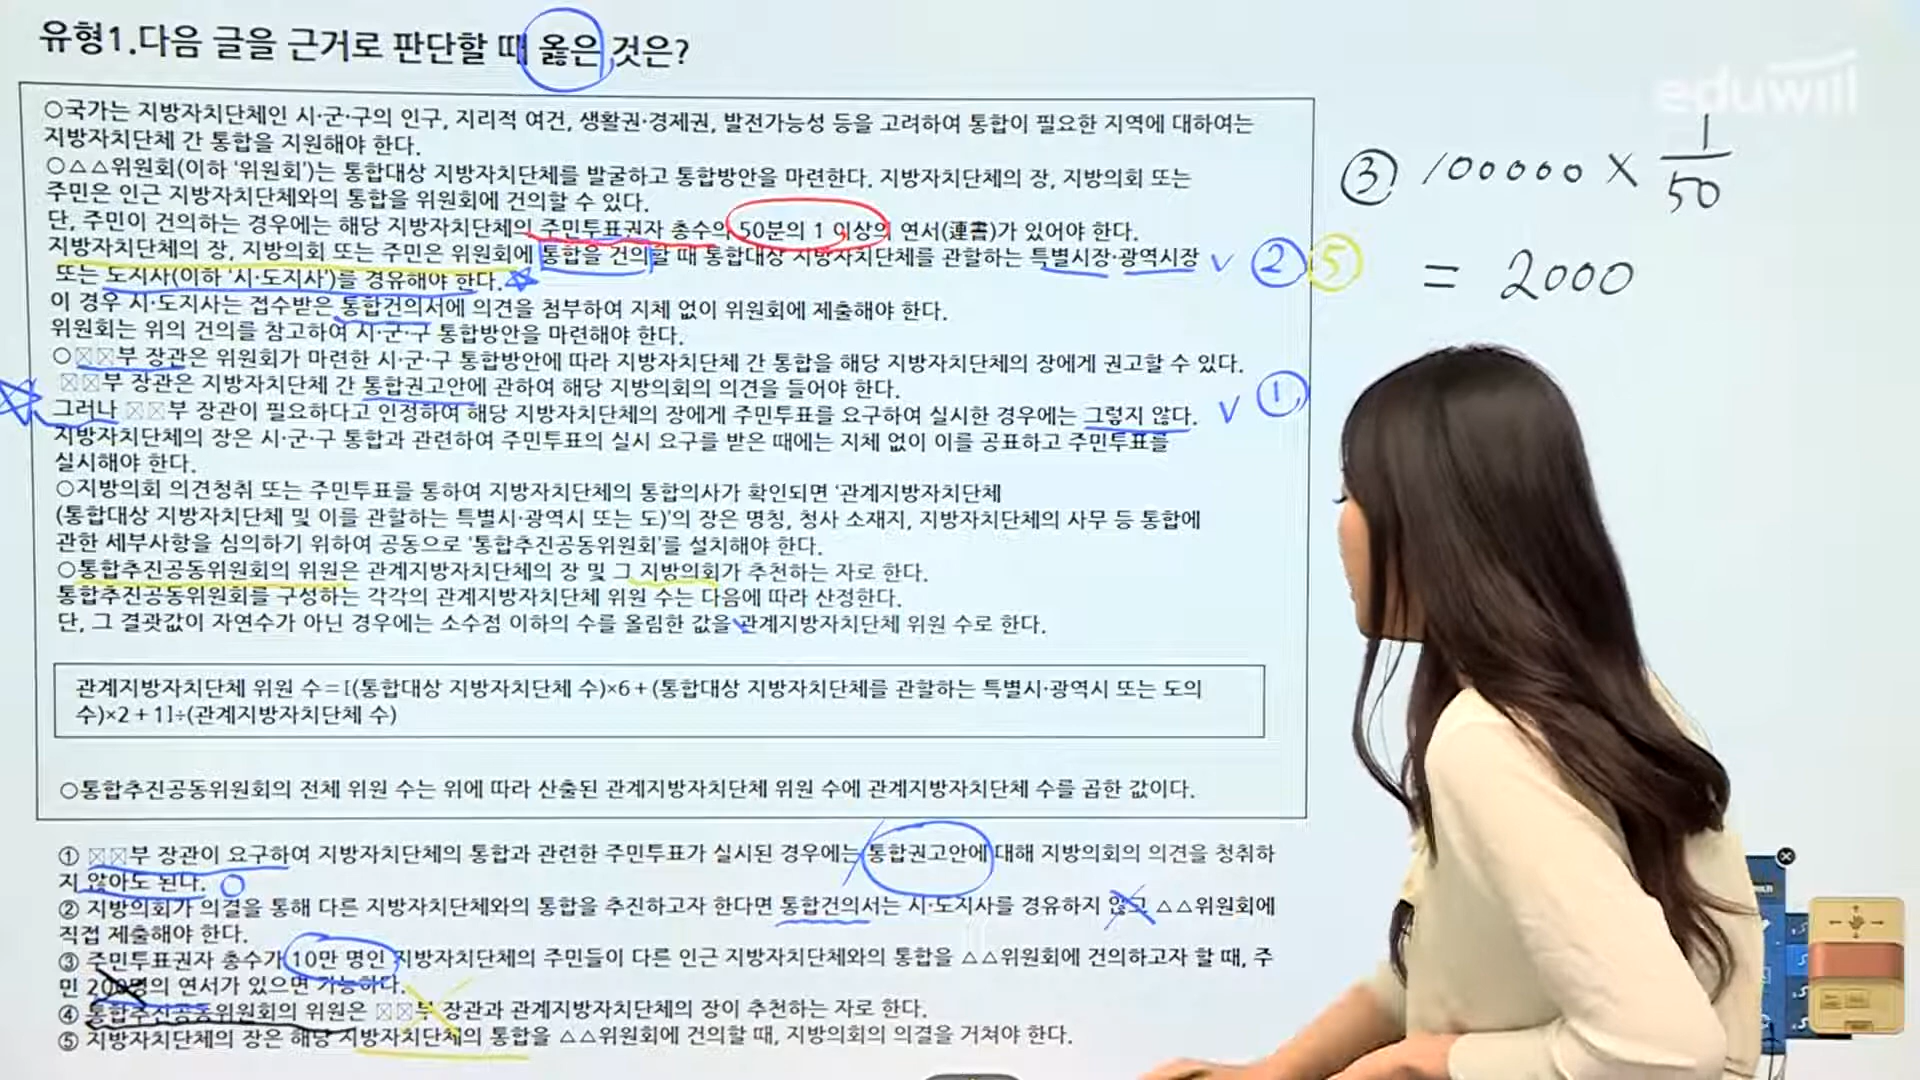 유형1.다음 글을 근거로 판단할 때 옳은 것은?
eduwill
○국가는 지방자치단체인 시·군·구의 인구, 지리적 여건, 생활권·경제권, 발전가능성 등을 고려하여 통합이 필요한 지역에 대하여는
지방자치단체 간 통합을 지원해야 한다.
○△△위원회(이하 '위원회')는 통합대상 지방자치단체를 발굴하고 통합방안을 마련한다. 지방자치단체의 장, 지방의회 또는
주민은 인근 지방자치단체와의 통합을 위원회에 건의할 수 있다.
단, 주민이 건의하는 경우에는 해당 지방자치단체의 주민투표권자 총수의 50분의 1 이상의 연서(連書)가 있어야 한다.
지방자치단체의 장, 지방의회 또는 주민은 위원회에 통합을 건의할 때 통합대상 지방자치단체를 관할하는 특별시장·광역시장
또는 도지사(이하 '시·도지사')를 경유해야 한다.
이 경우 시·도지사는 접수받은 통합건의서에 의견을 첨부하여 지체 없이 위원회에 제출해야 한다.
위원회는 위의 건의를 참고하여 시·군·구 통합방안을 마련해야 한다.
○☒☒부 장관은 위원회가 마련한 시·군·구 통합방안에 따라 지방자치단체 간 통합을 해당 지방자치단체의 장에게 권고할 수 있다.
☒☒부 장관은 지방자치단체 간 통합권고안에 관하여 해당 지방의회의 의견을 들어야 한다.
그러나 ☒☒부 장관이 필요하다고 인정하여 해당 지방자치단체의 장에게 주민투표를 요구하여 실시한 경우에는 그렇지 않다.
지방자치단체의 장은 시·군·구 통합과 관련하여 주민투표의 실시 요구를 받은 때에는 지체 없이 이를 공표하고 주민투표를
실시해야 한다.
○지방의회 의견청취 또는 주민투표를 통하여 지방자치단체의 통합의사가 확인되면 '관계지방자치단체
(통합대상 지방자치단체 및 이를 관할하는 특별시·광역시 또는 도)'의 장은 명칭, 청사 소재지, 지방자치단체의 사무 등 통합에
관한 세부사항을 심의하기 위하여 공동으로 '통합추진공동위원회'를 설치해야 한다.
○통합추진공동위원회의 위원은 관계지방자치단체의 장 및 그 지방의회가 추천하는 자로 한다.
통합추진공동위원회를 구성하는 각각의 관계지방자치단체 위원 수는 다음에 따라 산정한다.
단, 그 결괏값이 자연수가 아닌 경우에는 소수점 이하의 수를 올림한 값을 관계지방자치단체 위원 수로 한다.
관계지방자치단체 위원 수=[(통합대상 지방자치단체 수)×6+(통합대상 지방자치단체를 관할하는 특별시·광역시 또는 도의
수)×2+1]÷(관계지방자치단체 수)
○통합추진공동위원회의 전체 위원 수는 위에 따라 산출된 관계지방자치단체 위원 수에 관계지방자치단체 수를 곱한 값이다.
① ☒☒부 장관이 요구하여 지방자치단체의 통합과 관련한 주민투표가 실시된 경우에는 통합권고안에 대해 지방의회의 의견을 청취하
지 않아도 된다. ○
② 지방의회가 의결을 통해 다른 지방자치단체와의 통합을 추진하고자 한다면 통합건의서는 시·도지사를 경유하지 않고 △△위원회에
직접 제출해야 한다.
③ 주민투표권자 총수가 10만 명인 지방자치단체의 주민들이 다른 인근 지방자치단체와의 통합을 △△위원회에 건의하고자 할 때, 주
민 200명의 연서가 있으면 가능하다.
④ 통합추진공동위원회의 위원은 ☒☒부 장관과 관계지방자치단체의 장이 추천하는 자로 한다.
⑤ 지방자치단체의 장은 해당 지방자치단체의 통합을 △△위원회에 건의할 때, 지방의회의 의결을 거쳐야 한다.
② ⑤
①
③ 100000 × 1/50
= 2000